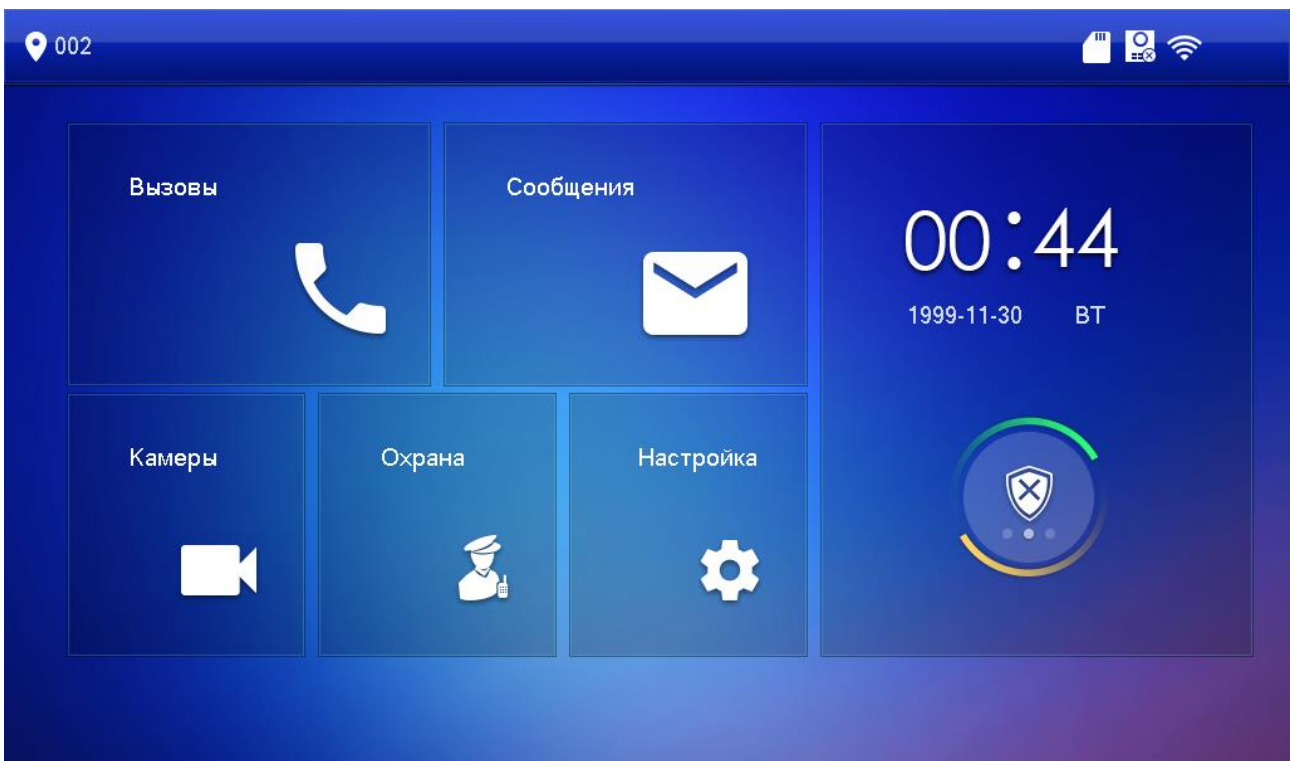 002
Вызовы
Сообщения
00:44
1999-11-30 ВТ
Камеры
Охрана
Настройка